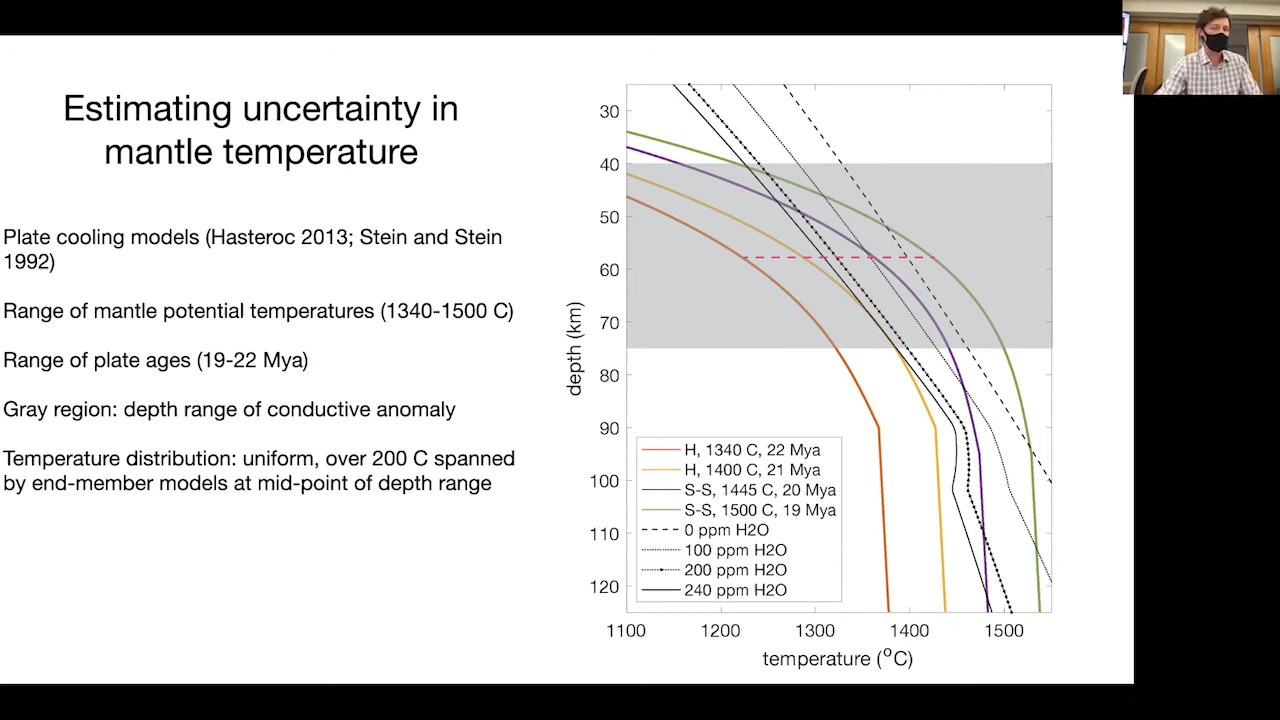 Estimating uncertainty in
mantle temperature
Plate cooling models (Hasteroc 2013; Stein and Stein
1992)
Range of mantle potential temperatures (1340-1500 C)
Range of plate ages (19-22 Mya)
Gray region: depth range of conductive anomaly
Temperature distribution: uniform, over 200 C spanned
by end-member models at mid-point of depth range
30
40
50
60
70
80
90
100
110
120
depth (km)
H, 1340 C, 22 Mya
H, 1400 C, 21 Mya
S-S, 1445 C, 20 Mya
S-S, 1500 C, 19 Mya
0 ppm H2O
100 ppm H2O
200 ppm H2O
240 ppm H2O
1100 1200 1300 1400 1500
temperature (°C)